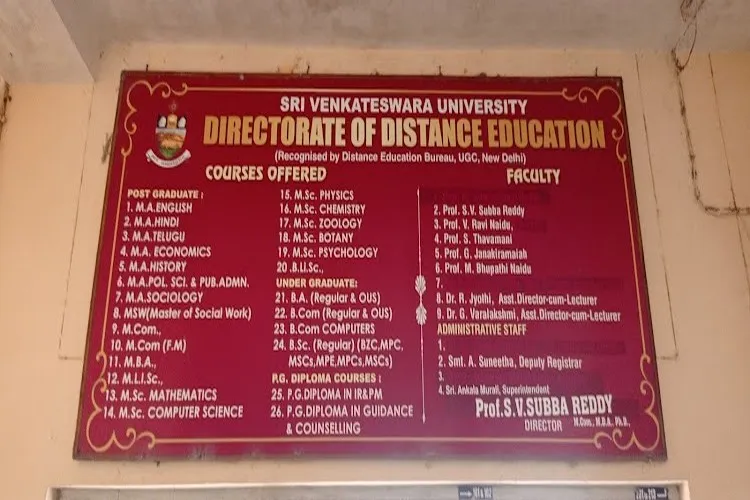 SRI VENKATESWARA UNIVERSITY
DIRECTORATE OF DISTANCE EDUCATION
(Recognised by Distance Education Bureau, UGC, New Delhi)
COURSES OFFERED
POST GRADUATE :
1. M.A.ENGLISH
2. M.A.HINDI
3. M.A.TELUGU
4. M.A. ECONOMICS
5. M.A.HISTORY
6. M.A.POL. SCI. & PUB.ADMN.
7. M.A.SOCIOLOGY
8. MSW(Master of Social Work)
9. M.Com.,
10. M.Com (F.M)
11. M.B.A.,
12. M.L.I.Sc.,
13. M.Sc. MATHEMATICS
14. M.Sc. COMPUTER SCIENCE
15. M.Sc. PHYSICS
16. M.Sc. CHEMISTRY
17. M.Sc. ZOOLOGY
18. M.Sc. BOTANY
19. M.Sc. PSYCHOLOGY
20 .B.LI.Sc.,
UNDER GRADUATE:
21. B.A. (Regular & OUS)
22. B.Com (Regular & OUS)
23. B.Com COMPUTERS
24. B.Sc. (Regular) (BZC,MPC,
MSCs,MPE,MPCs,MSCs)
P.G. DIPLOMA COURSES :
25. P.G.DIPLOMA IN IR&PM
26. P.G.DIPLOMA IN GUIDANCE
& COUNSELLING
FACULTY
2. Prof. S.V. Subba Reddy
3. Prof. V. Ravi Naidu,
4. Prof. S. Thavamani
5. Prof. G. Janakiramaiah
6. Prof. M. Bhupathi Naidu
7.
8. Dr. R. Jyothi, Asst.Director-cum-Lecturer
9. Dr. G. Varalakshmi, Asst.Director-cum-Lecturer
ADMINISTRATIVE STAFF
1.
2. Smt. A. Suneetha, Deputy Registrar
3.
4. Sri. Ankala Murali, Superintendent
Prof.S.V.SUBBA REDDY
DIRECTOR M.Com., M.B.A., Ph.D.,